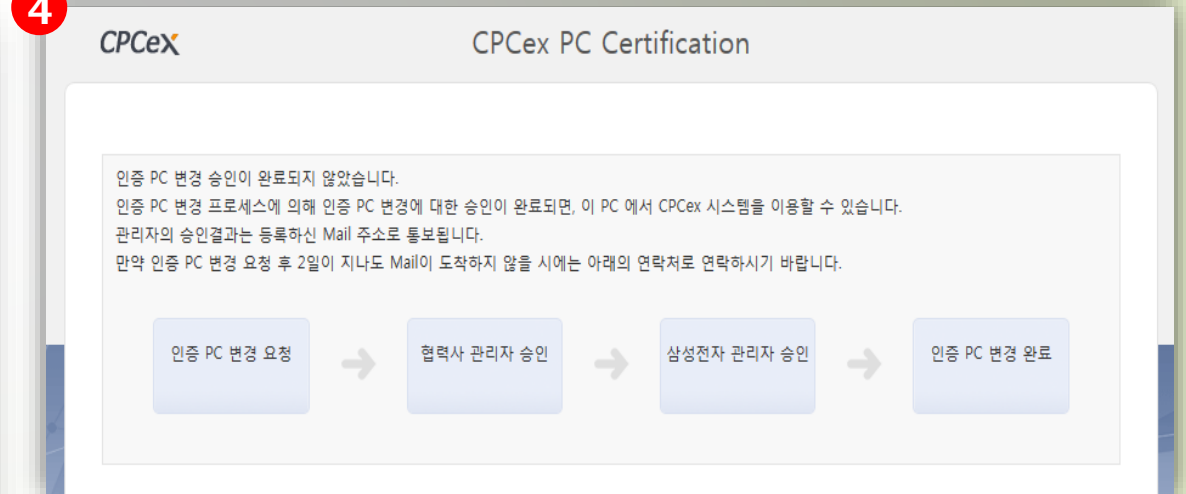 4
CPCex
CPCex PC Certification
인증 PC 변경 승인이 완료되지 않았습니다.
인증 PC 변경 프로세스에 의해 인증 PC 변경에 대한 승인이 완료되면, 이 PC 에서 CPCex 시스템을 이용할 수 있습니다.
관리자의 승인결과는 등록하신 Mail 주소로 통보됩니다.
만약 인증 PC 변경 요청 후 2일이 지나도 Mail이 도착하지 않을 시에는 아래의 연락처로 연락하시기 바랍니다.
인증 PC 변경 요청
협력사 관리자 승인
삼성전자 관리자 승인
인증 PC 변경 완료